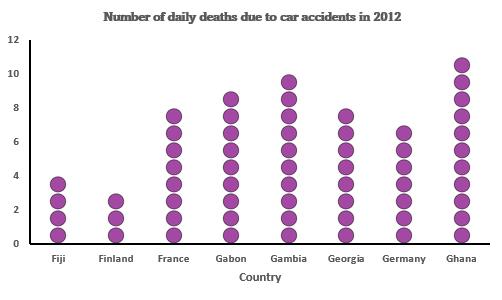 Number of daily deaths due to car accidents in 2012
12
10
8
6
4
2
0
Fiji Finland France Gabon Gambia Georgia Germany Ghana
Country